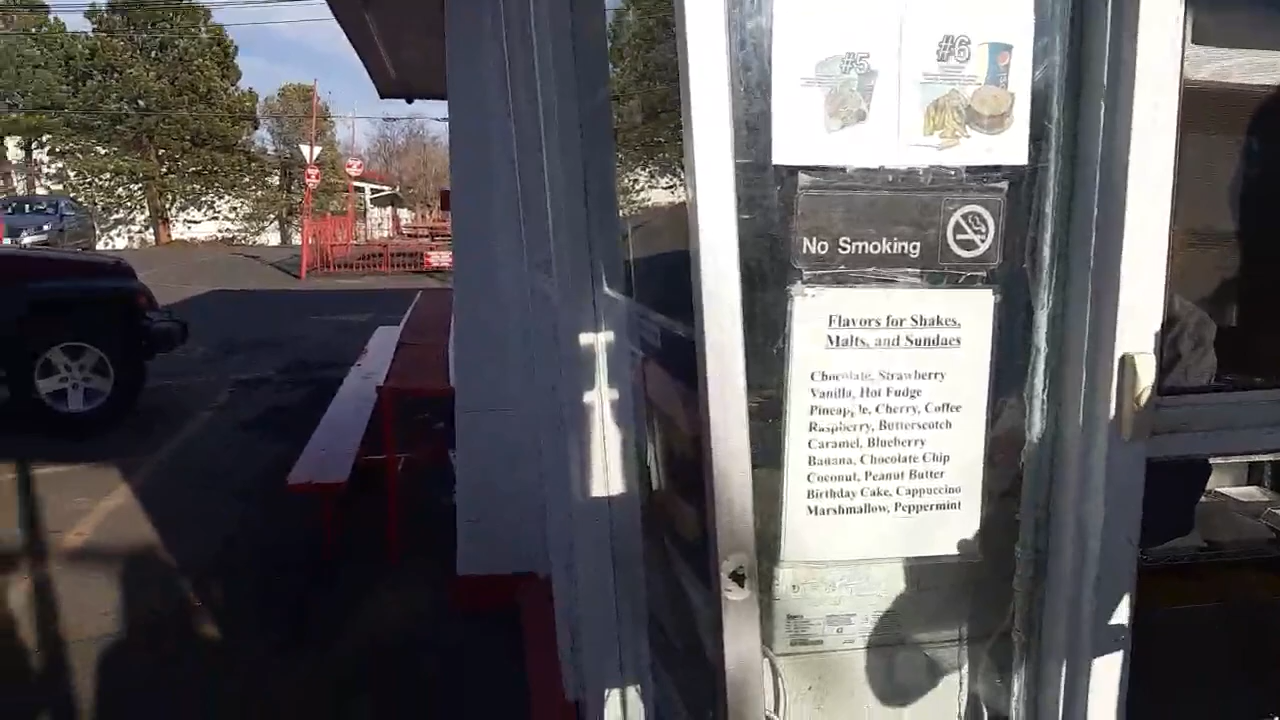 #5
#6
No Smoking
Flavors for Shakes,
Malts, and Sundaes
Chocolate, Strawberry
Vanilla, Hot Fudge
Pineapple, Cherry, Coffee
Raspberry, Butterscotch
Caramel, Blueberry
Banana, Chocolate Chip
Coconut, Peanut Butter
Birthday Cake, Cappuccino
Marshmallow, Peppermint